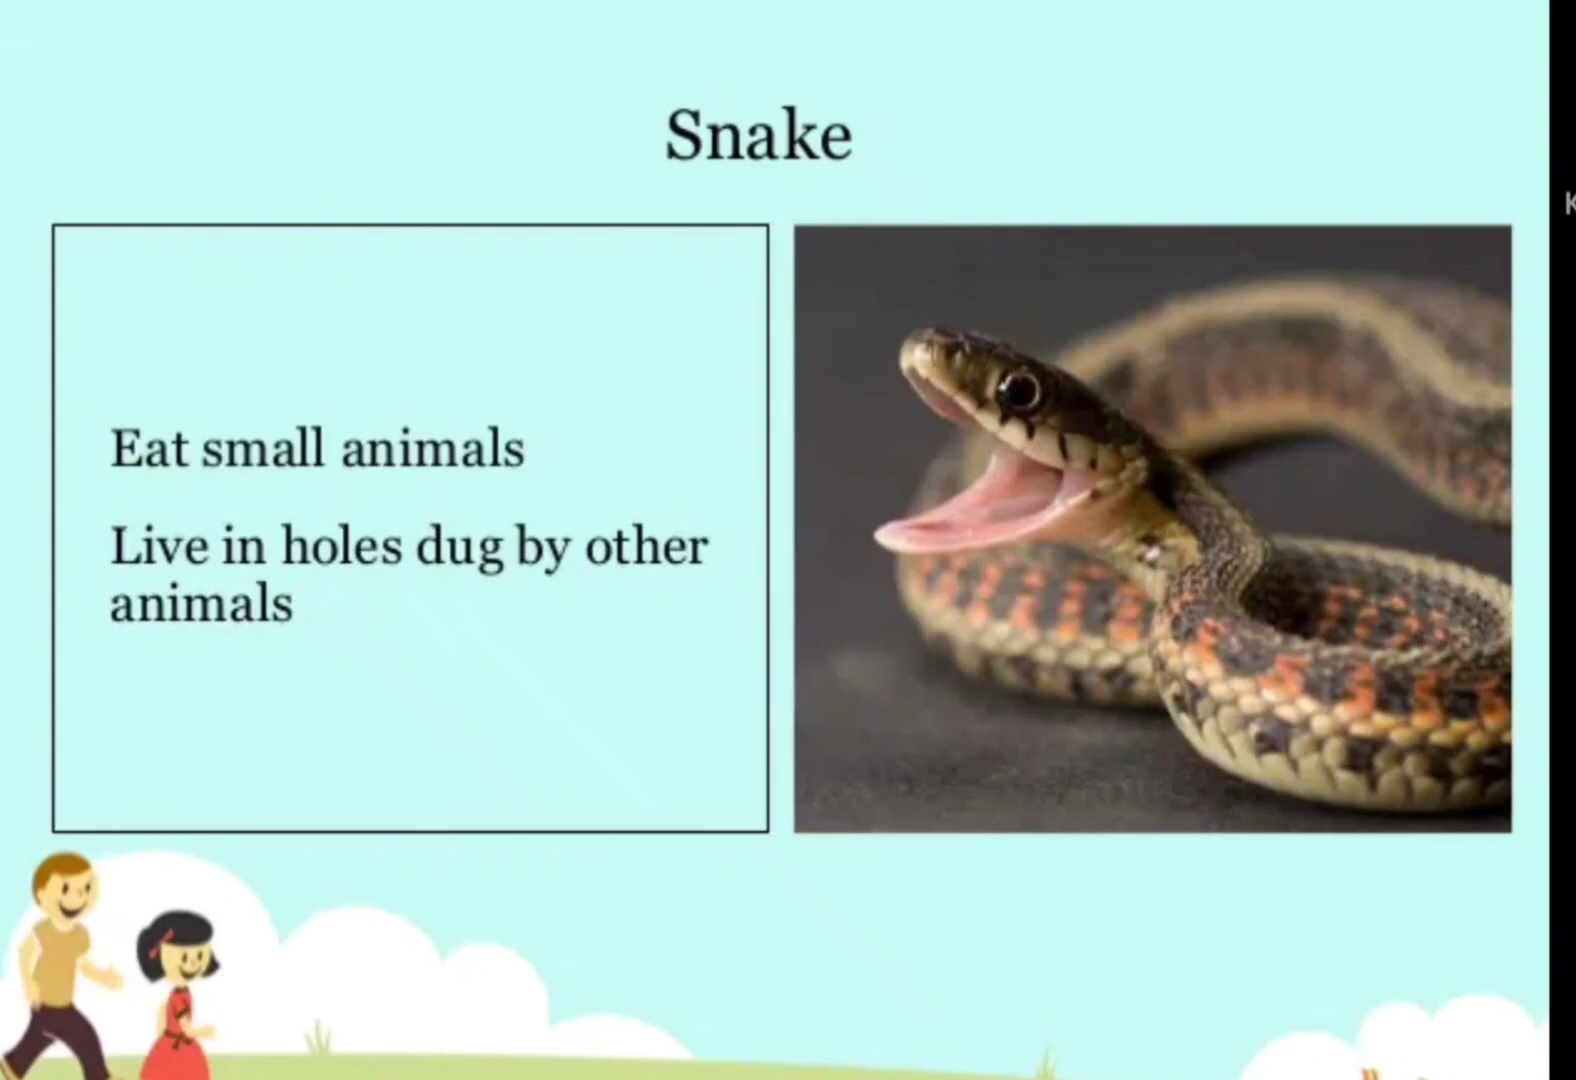 Snake
Eat small animals
Live in holes dug by other
animals
K